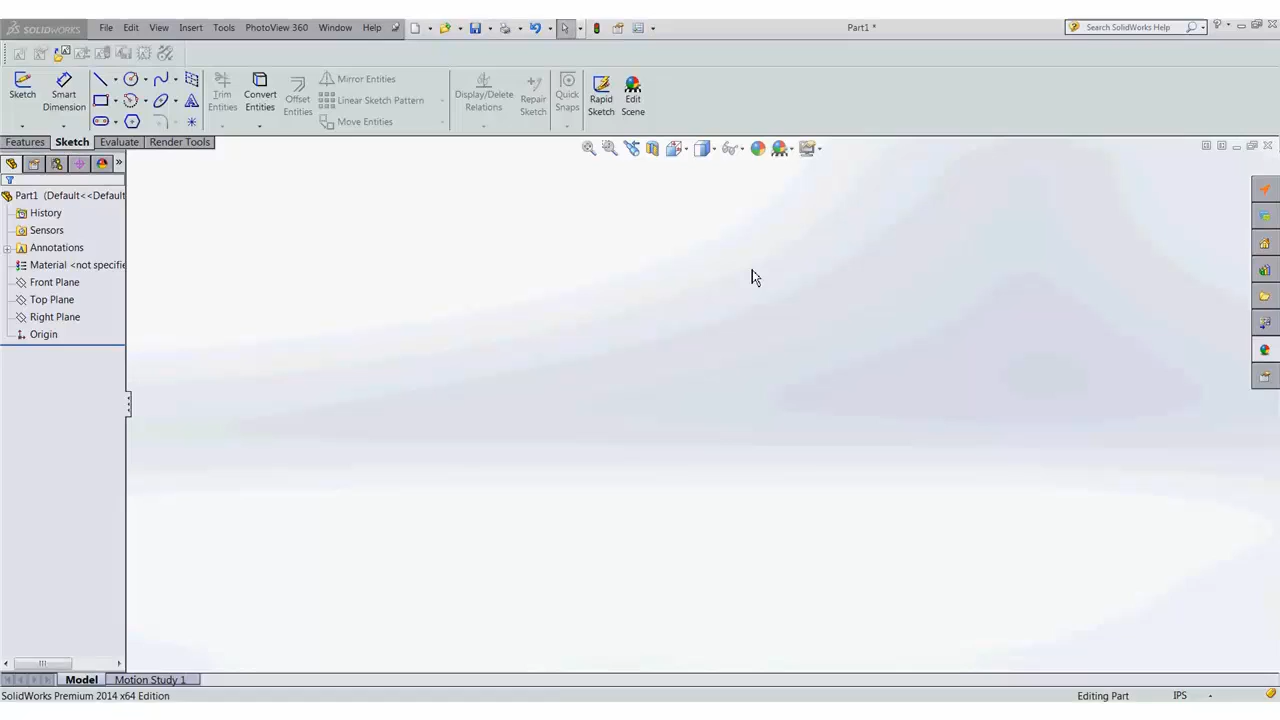 SOLIDWORKS File Edit View Insert Tools PhotoView 360 Window Help Part1 * Search SolidWorks Help
Sketch Smart Dimension Trim Entities Convert Entities Offset Entities Mirror Entities Linear Sketch Pattern Move Entities Display/Delete Relations Repair Sketch Quick Snaps Rapid Sketch Edit Scene
Features Sketch Evaluate Render Tools
Part1 (Default<<Default
History
Sensors
Annotations
Material <not specifie
Front Plane
Top Plane
Right Plane
Origin
Model Motion Study 1
SolidWorks Premium 2014 x64 Edition Editing Part IPS